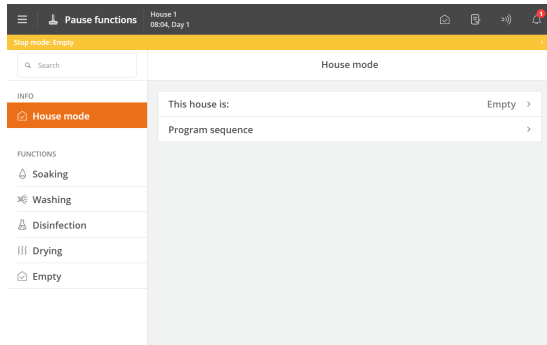 Pause functions
House 1
08:04, Day 1
1
Stop mode: Empty
Search
House mode
INFO
House mode
This house is: Empty
Program sequence
FUNCTIONS
Soaking
Washing
Disinfection
Drying
Empty